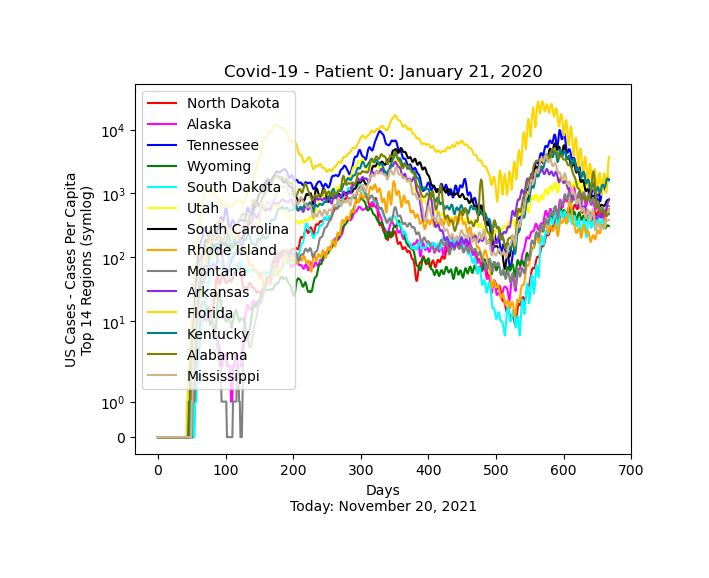 Covid-19 - Patient 0: January 21, 2020
US Cases - Cases Per Capita
Top 14 Regions (symlog)
10^4
10^3
10^2
10^1
10^0
0
North Dakota
Alaska
Tennessee
Wyoming
South Dakota
Utah
South Carolina
Rhode Island
Montana
Arkansas
Florida
Kentucky
Alabama
Mississippi
0 100 200 300 400 500 600 700
Days
Today: November 20, 2021